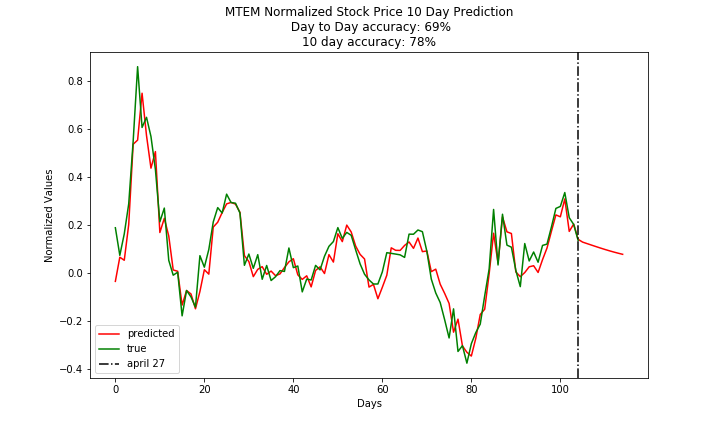 MTEM Normalized Stock Price 10 Day Prediction
Day to Day accuracy: 69%
10 day accuracy: 78%
0.8
0.6
0.4
0.2
0.0
−0.2
−0.4
Normalized Values
predicted
true
april 27
0
20
40
60
80
100
Days